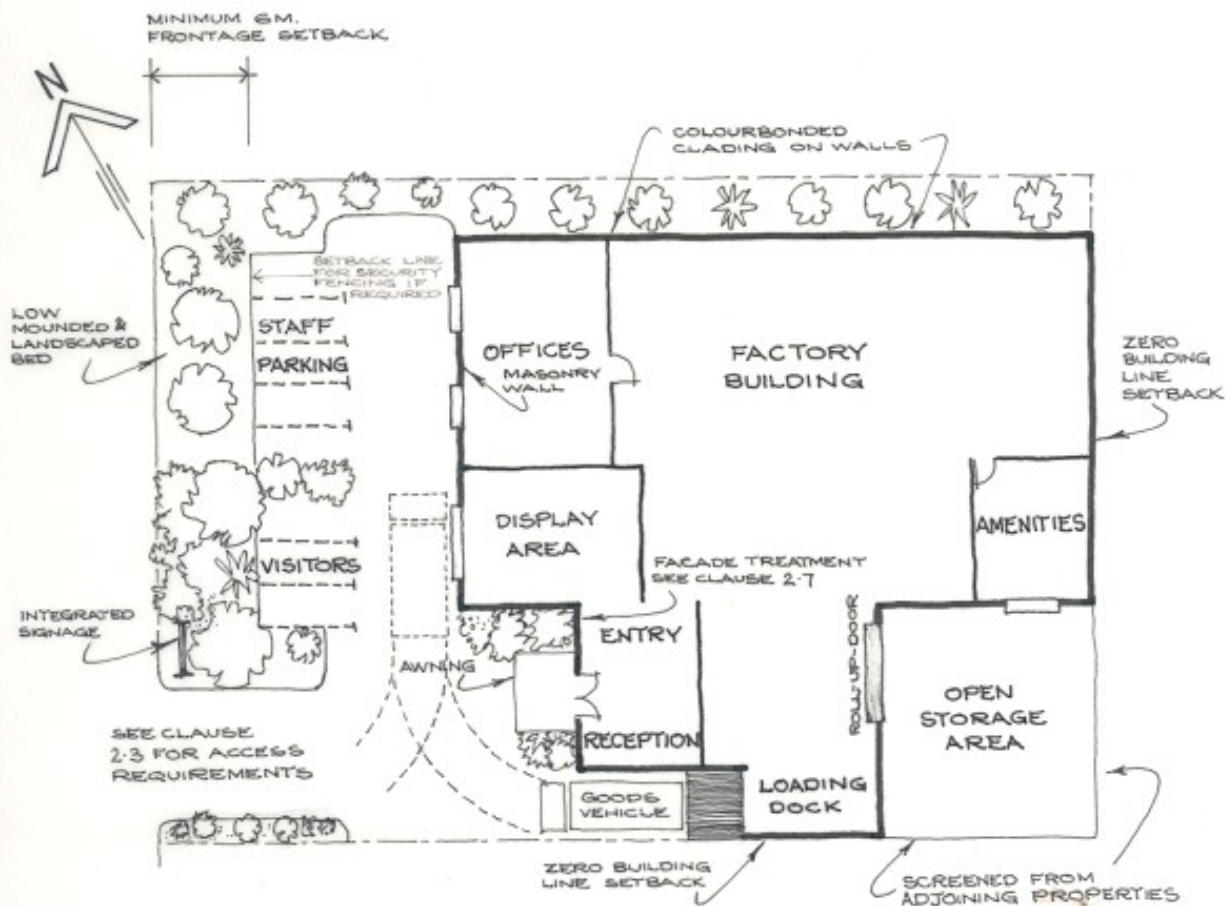 MINIMUM 6M.
FRONTAGE SETBACK
N
COLOURBONDED
CLADING ON WALLS
SETBACK LINE
FOR SECURITY
FENCING IF
REQUIRED
LOW
MOUNDED &
LANDSCAPED
BED
STAFF
PARKING
OFFICES
MASONRY
WALL
FACTORY
BUILDING
ZERO
BUILDING
LINE
SETBACK
DISPLAY
AREA
AMENITIES
VISITORS
FACADE TREATMENT
SEE CLAUSE 2.7
INTEGRATED
SIGNAGE
ENTRY
AWNING
ROLL-UP-DOOR
OPEN
STORAGE
AREA
SEE CLAUSE
2.3 FOR ACCESS
REQUIREMENTS
RECEPTION
GOODS
VEHICLE
LOADING
DOCK
ZERO BUILDING
LINE SETBACK
SCREENED FROM
ADJOINING PROPERTIES